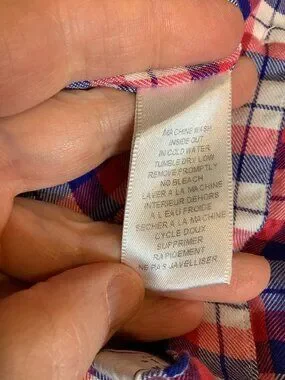 MACHINE WASH
INSIDE OUT
IN COLD WATER
TUMBLE DRY LOW
REMOVE PROMPTLY
NO BLEACH
LAVER A LA MACHINE
INTERIEUR DEHORS
A L'EAU FROIDE
SECHER A LA MACHINE
CYCLE DOUX
SUPPRIMER
RAPIDEMENT
NE PAS JAVELLISER